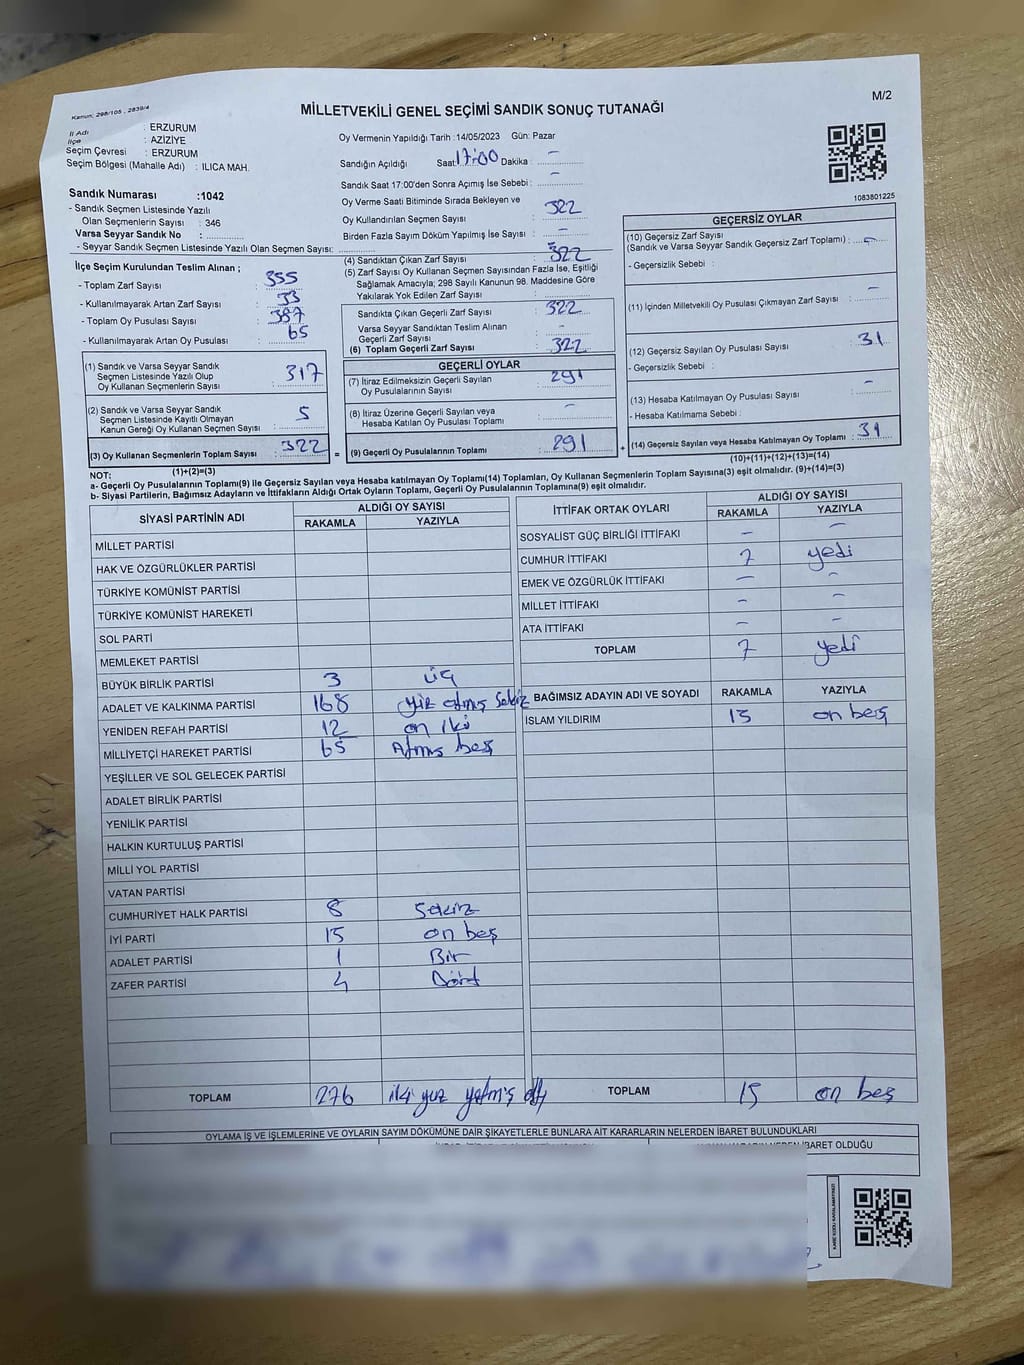 Kanun; 298/105 , 2839/4
M/2
MİLLETVEKİLİ GENEL SEÇİMİ SANDIK SONUÇ TUTANAĞI
İl Adı : ERZURUM
İlçe : AZİZİYE
Seçim Çevresi : ERZURUM
Seçim Bölgesi (Mahalle Adı) : ILICA MAH.
Sandık Numarası :1042
- Sandık Seçmen Listesinde Yazılı
Olan Seçmenlerin Sayısı : 346
Varsa Seyyar Sandık No :
- Seyyar Sandık Seçmen Listesinde Yazılı Olan Seçmen Sayısı:
Oy Vermenin Yapıldığı Tarih :14/05/2023 Gün: Pazar
Sandığın Açıldığı Saat 17:00 Dakika : -
Sandık Saat 17:00'den Sonra Açımış İse Sebebi : -
Oy Verme Saati Bitiminde Sırada Bekleyen ve
Oy Kullandırılan Seçmen Sayısı : 322
Birden Fazla Sayım Döküm Yapılmış İse Sayısı : -
1083801225
İlçe Seçim Kurulundan Teslim Alınan ;
- Toplam Zarf Sayısı : 355
- Kullanılmayarak Artan Zarf Sayısı : 33
- Toplam Oy Pusulası Sayısı : 387
- Kullanılmayarak Artan Oy Pusulası : 65
(1) Sandık ve Varsa Seyyar Sandık
Seçmen Listesinde Yazılı Olup
Oy Kullanan Seçmenlerin Sayısı : 317
(2) Sandık ve Varsa Seyyar Sandık
Seçmen Listesinde Kayıtlı Olmayan
Kanun Gereği Oy Kullanan Seçmen Sayısı : 5
(3) Oy Kullanan Seçmenlerin Toplam Sayısı : 322 =
(1)+(2)=(3)
(4) Sandıktan Çıkan Zarf Sayısı : 322
(5) Zarf Sayısı Oy Kullanan Seçmen Sayısından Fazla İse, Eşitliği
Sağlamak Amacıyla; 298 Sayılı Kanunun 98. Maddesine Göre
Yakılarak Yok Edilen Zarf Sayısı :
Sandıkta Çıkan Geçerli Zarf Sayısı : 322
Varsa Seyyar Sandıktan Teslim Alınan
Geçerli Zarf Sayısı : -
(6) Toplam Geçerli Zarf Sayısı : 322
GEÇERLİ OYLAR
(7) İtiraz Edilmeksizin Geçerli Sayılan
Oy Pusulalarının Sayısı : 291
(8) İtiraz Üzerine Geçerli Sayılan veya
Hesaba Katılan Oy Pusulası Toplamı : -
(9) Geçerli Oy Pusulalarının Toplamı : 291 +
GEÇERSİZ OYLAR
(10) Geçersiz Zarf Sayısı
(Sandık ve Varsa Seyyar Sandık Geçersiz Zarf Toplamı) : -
- Geçersizlik Sebebi :
(11) İçinden Milletvekili Oy Pusulası Çıkmayan Zarf Sayısı : -
(12) Geçersiz Sayılan Oy Pusulası Sayısı : 31
- Geçersizlik Sebebi :
(13) Hesaba Katılmayan Oy Pusulası Sayısı : -
- Hesaba Katılmama Sebebi :
(14) Geçersiz Sayılan veya Hesaba Katılmayan Oy Toplamı : 31
(10)+(11)+(12)+(13)=(14)
NOT:
a- Geçerli Oy Pusulalarının Toplamı(9) ile Geçersiz Sayılan veya Hesaba katılmayan Oy Toplamı(14) Toplamları, Oy Kullanan Seçmenlerin Toplam Sayısına(3) eşit olmalıdır. (9)+(14)=(3)
b- Siyasi Partilerin, Bağımsız Adayların ve İttifakların Aldığı Ortak Oyların Toplamı, Geçerli Oy Pusulalarının Toplamına(9) eşit olmalıdır.
SİYASİ PARTİNİN ADI ALDIĞI OY SAYISI
RAKAMLA YAZIYLA
MİLLET PARTİSİ
HAK VE ÖZGÜRLÜKLER PARTİSİ
TÜRKİYE KOMÜNİST PARTİSİ
TÜRKİYE KOMÜNİST HAREKETİ
SOL PARTİ
MEMLEKET PARTİSİ
BÜYÜK BİRLİK PARTİSİ 3 üç
ADALET VE KALKINMA PARTİSİ 168 yüz atmış sekiz
YENİDEN REFAH PARTİSİ 12 on iki
MİLLİYETÇİ HAREKET PARTİSİ 65 Atmış beş
YEŞİLLER VE SOL GELECEK PARTİSİ
ADALET BİRLİK PARTİSİ
YENİLİK PARTİSİ
HALKIN KURTULUŞ PARTİSİ
MİLLİ YOL PARTİSİ
VATAN PARTİSİ
CUMHURİYET HALK PARTİSİ 8 Sekiz
İYİ PARTİ 15 on beş
ADALET PARTİSİ 1 Bir
ZAFER PARTİSİ 4 Dört
TOPLAM 276 iki yüz yetmiş altı
İTTİFAK ORTAK OYLARI ALDIĞI OY SAYISI
RAKAMLA YAZIYLA
SOSYALİST GÜÇ BİRLİĞİ İTTİFAKI - -
CUMHUR İTTİFAKI 7 yedi
EMEK VE ÖZGÜRLÜK İTTİFAKI - -
MİLLET İTTİFAKI - -
ATA İTTİFAKI - -
TOPLAM 7 yedi
BAĞIMSIZ ADAYIN ADI VE SOYADI RAKAMLA YAZIYLA
İSLAM YILDIRIM 15 on beş
TOPLAM 15 on beş
OYLAMA İŞ VE İŞLEMLERİNE VE OYLARIN SAYIM DÖKÜMÜNE DAİR ŞİKAYETLERLE BUNLARA AİT KARARLARIN NELERDEN İBARET BULUNDUKLARI
İBARET OLDUĞU